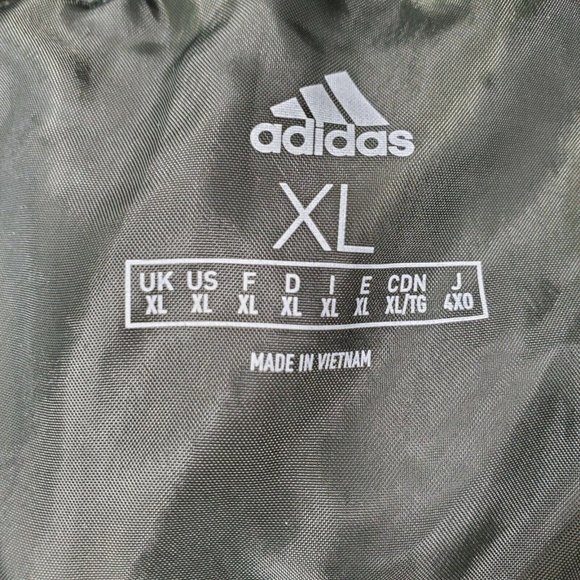 adidas
XL
UK US F D I E CDN J
XL XL XL XL XL XL XL/TG 4XO
MADE IN VIETNAM